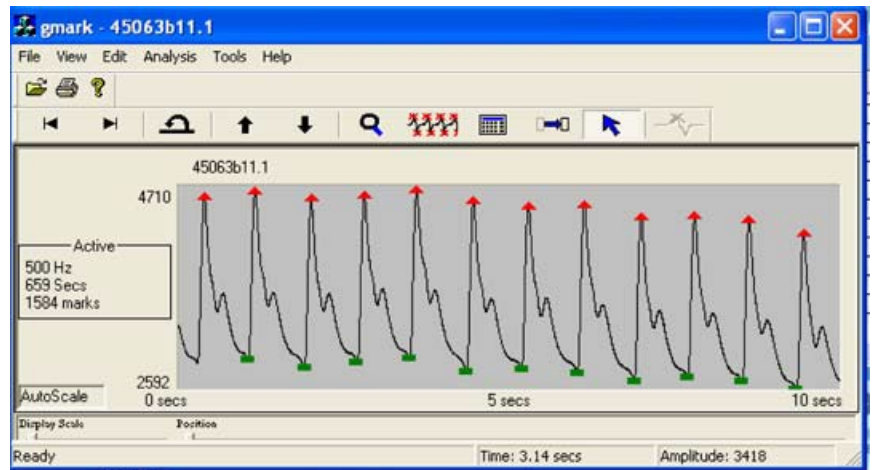 gmark - 45063b11.1
File View Edit Analysis Tools Help
45063b11.1
4710
Active
500 Hz
659 Secs
1584 marks
2592
AutoScale
0 secs 5 secs 10 secs
Display Scale Position
Ready Time: 3.14 secs Amplitude: 3418